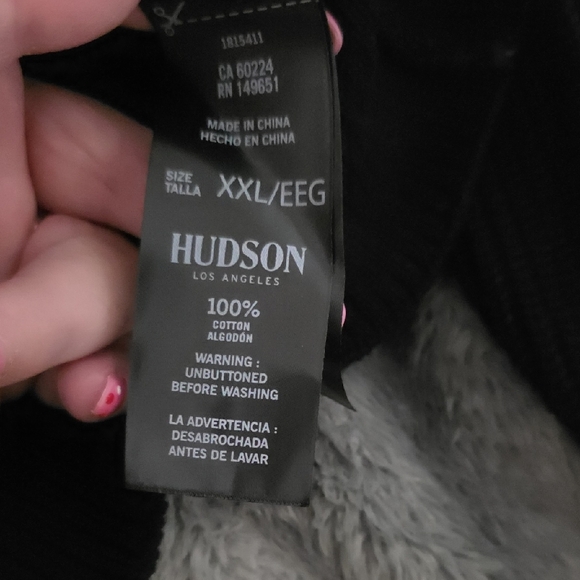 1815411
CA 60224
RN 149651
MADE IN CHINA
HECHO EN CHINA
SIZE
TALLA
XXL/EEG
HUDSON
LOS ANGELES
100%
COTTON
ALGODÓN
WARNING :
UNBUTTONED
BEFORE WASHING
LA ADVERTENCIA :
DESABROCHADA
ANTES DE LAVAR